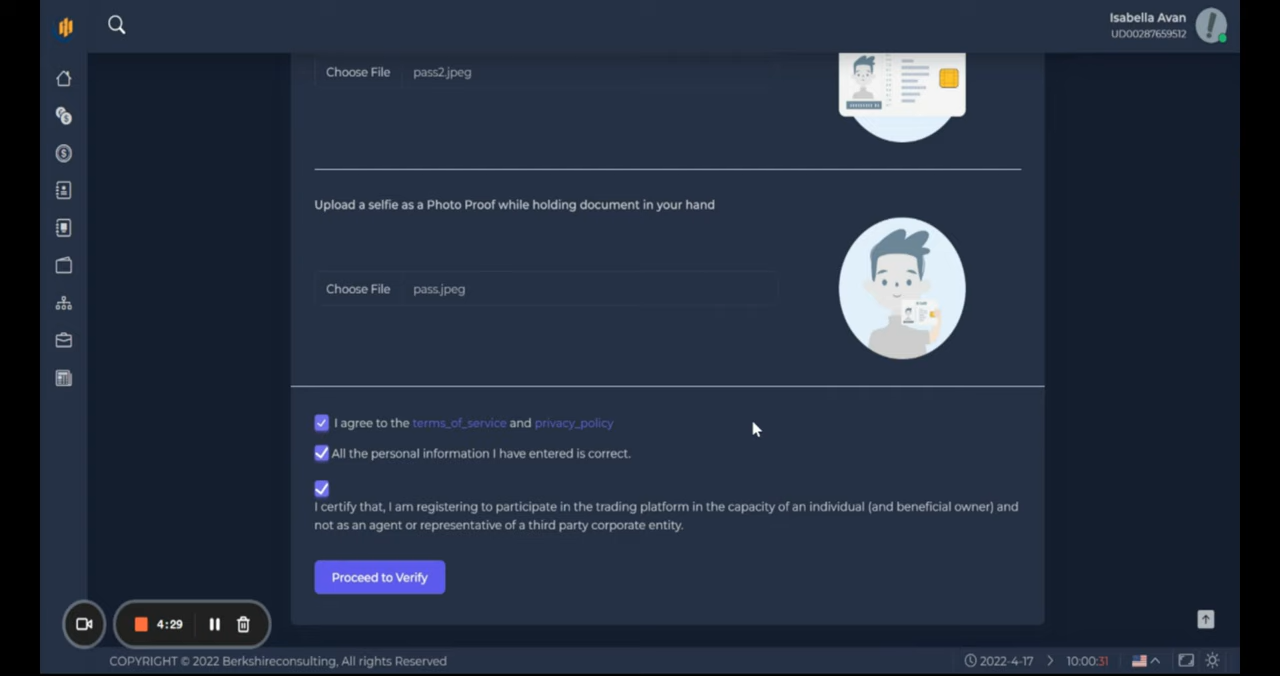 Isabella Avan
UD00287659512
Choose File pass2.jpeg
Upload a selfie as a Photo Proof while holding document in your hand
Choose File pass.jpeg
I agree to the terms_of_service and privacy_policy
All the personal information I have entered is correct.
I certify that, I am registering to participate in the trading platform in the capacity of an individual (and beneficial owner) and
not as an agent or representative of a third party corporate entity.
Proceed to Verify
4:29
COPYRIGHT © 2022 Berkshireconsulting, All rights Reserved
2022-4-17 > 10:00:31